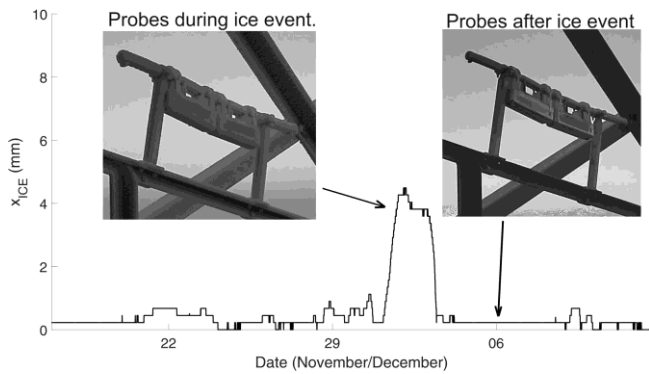 Probes during ice event.
Probes after ice event
10
8
6
4
2
0
x_ICE (mm)
22
29
06
Date (November/December)